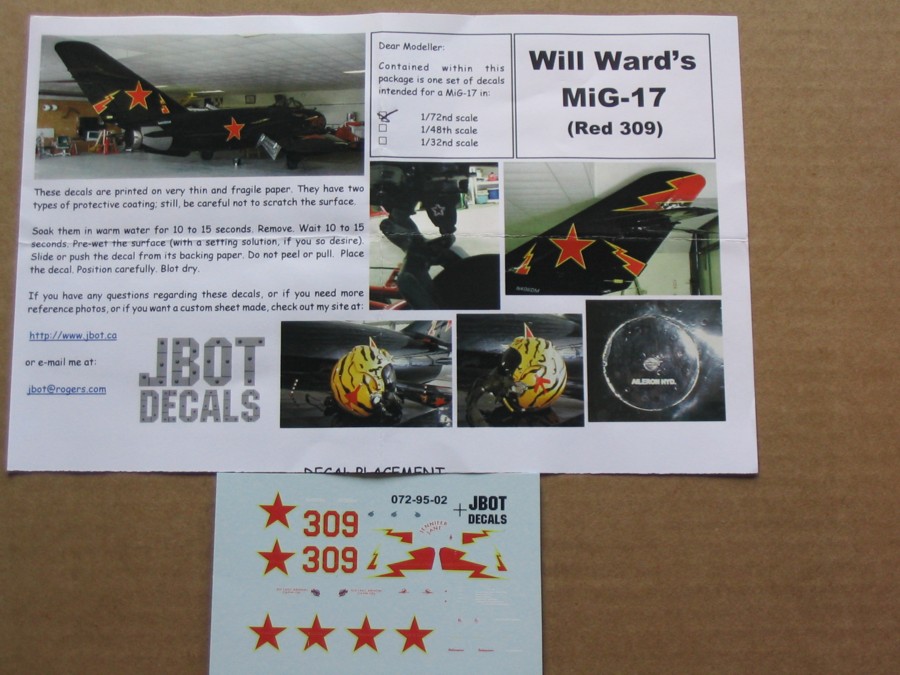 Dear Modeller:
Contained within this
package is one set of decals
intended for a MiG-17 in:
1/72nd scale
1/48th scale
1/32nd scale
Will Ward's
MiG-17
(Red 309)
These decals are printed on very thin and fragile paper. They have two
types of protective coating; still, be careful not to scratch the surface.
Soak them in warm water for 10 to 15 seconds. Remove. Wait 10 to 15
seconds. Pre-wet the surface (with a setting solution, if you so desire).
Slide or push the decal from its backing paper. Do not peel or pull. Place
the decal. Position carefully. Blot dry.
If you have any questions regarding these decals, or if you need more
reference photos, or if you want a custom sheet made, check out my site at:
http://www.jbot.co
or e-mail me at:
jbot@rogers.com
JBOT
DECALS
AILERON HYD.
DECAL PLACEMENT
072-95-02
JBOT
DECALS
309
309
JENNIFER